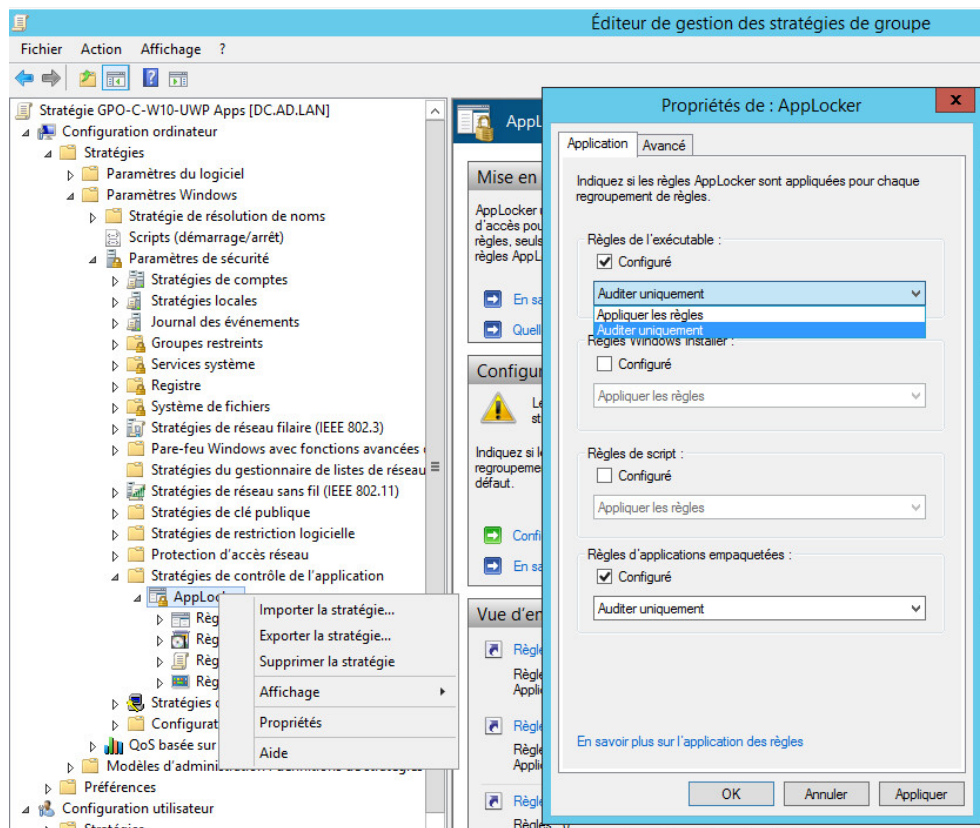 Éditeur de gestion des stratégies de groupe
Fichier Action Affichage ?
Stratégie GPO-C-W10-UWP Apps [DC.AD.LAN]
Configuration ordinateur
Stratégies
Paramètres du logiciel
Paramètres Windows
Stratégie de résolution de noms
Scripts (démarrage/arrêt)
Paramètres de sécurité
Stratégies de comptes
Stratégies locales
Journal des événements
Groupes restreints
Services système
Registre
Système de fichiers
Stratégies de réseau filaire (IEEE 802.3)
Pare-feu Windows avec fonctions avancées
Stratégies du gestionnaire de listes de réseau
Stratégies de réseau sans fil (IEEE 802.11)
Stratégies de clé publique
Stratégies de restriction logicielle
Protection d'accès réseau
Stratégies de contrôle de l'application
AppLoc
Règ
Règ
Règ
Règ
Stratégies
Configurat
QoS basée sur
Modèles d'admini
Préférences
Configuration utilisateur
Importer la stratégie...
Exporter la stratégie...
Supprimer la stratégie
Affichage
Propriétés
Aide
AppL
Mise en
AppLocker
d'accès pou
règles, seuls
règles AppL
En sa
Quell
Configur
Le
st
Indiquez si l
regroupeme
défaut.
Confi
En sa
Vue d'en
Règle
Règle
Appli
Règle
Règle
Appli
Règle
Propriétés de : AppLocker
x
Application Avancé
Indiquez si les règles AppLocker sont appliquées pour chaque
regroupement de règles.
Règles de l'exécutable :
Configuré
Auditer uniquement
Appliquer les règles
Auditer uniquement
Règles Windows Installer :
Configuré
Appliquer les règles
Règles de script :
Configuré
Appliquer les règles
Règles d'applications empaquetées :
Configuré
Auditer uniquement
En savoir plus sur l'application des règles
OK Annuler Appliquer